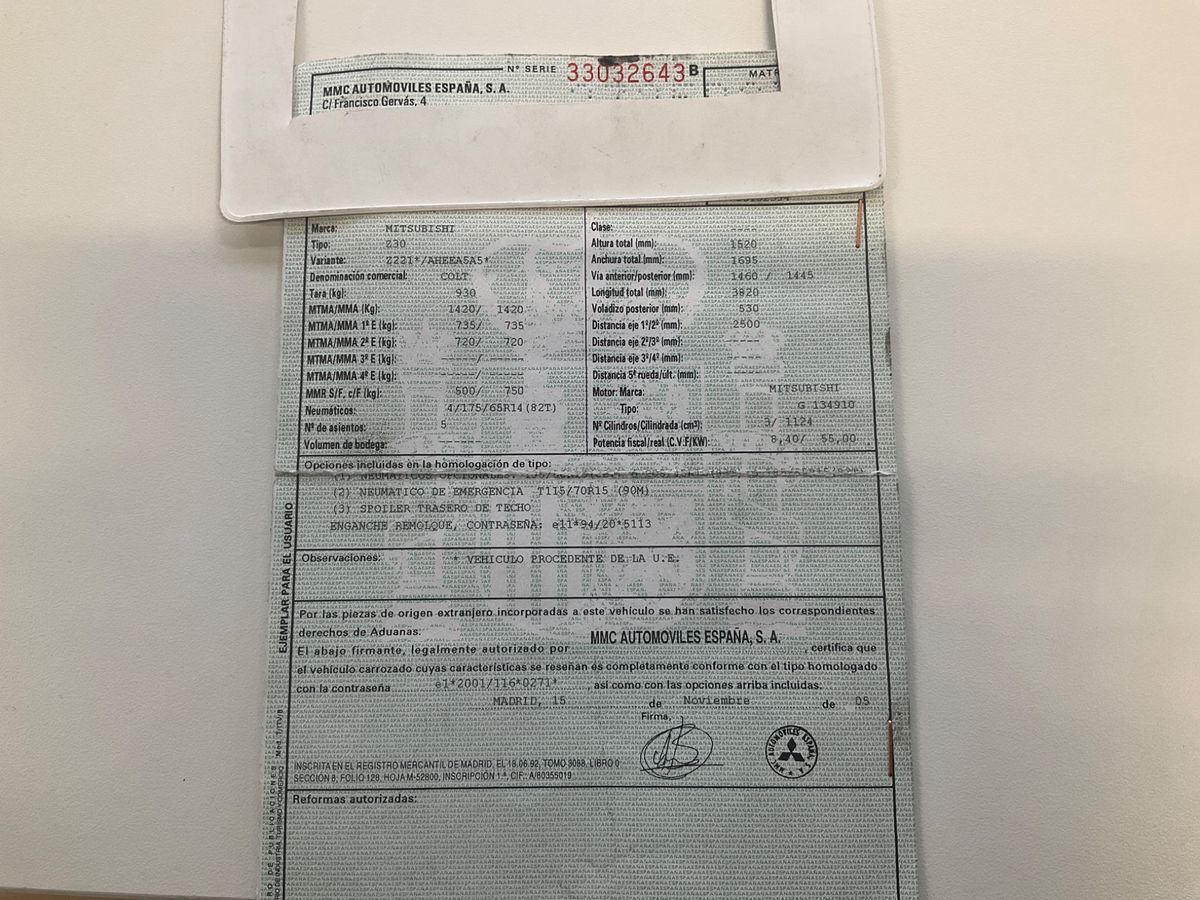 Nº SERIE 33032643B
MMC AUTOMOVILES ESPAÑA, S. A.
C/ Francisco Gervás, 4
Marca: MITSUBISHI
Tipo: Z30
Variante: Z221*/AHEEA5A5*
Denominación comercial: COLT
Tara (kg): 930
MTMA/MMA (Kg): 1420/ 1420
MTMA/MMA 1º E (kg): 735/ 735
MTMA/MMA 2º E (kg): 720/ 720
MTMA/MMA 3º E (kg): -----/ -----
MTMA/MMA 4º E (kg): -----/ -----
MMR S/F, c/F (kg): 500/ 750
Neumáticos: 4/175/65R14(82T)
Nº de asientos: 5
Volumen de bodega: ------
Clase: ----
Altura total (mm): 1520
Anchura total (mm): 1695
Vía anterior/posterior (mm): 1460 / 1445
Longitud total (mm): 3820
Voladizo posterior (mm): 530
Distancia eje 1º/2º (mm): 2500
Distancia eje 2º/3º (mm): -----
Distancia eje 3º/4º (mm): -----
Distancia 5ª rueda/últ. (mm): -----
Motor: Marca: MITSUBISHI
Tipo: G 134910
Nº Cilindros/Cilindrada (cm³): 3/ 1124
Potencia fiscal/real (C.V.F/KW): 8,40/ 55,00
Opciones incluidas en la homologación de tipo:
(1) NEUMATICOS OPCIONALES
(2) NEUMATICO DE EMERGENCIA T115/70R15 (90M)
(3) SPOILER TRASERO DE TECHO
ENGANCHE REMOLQUE, CONTRASEÑA: e11*94/20*5113
Observaciones: * VEHICULO PROCEDENTE DE LA U.E.
Por las piezas de origen extranjero incorporadas a este vehículo se han satisfecho los correspondientes
derechos de Aduanas:
El abajo firmante, legalmente autorizado por MMC AUTOMOVILES ESPAÑA, S. A. , certifica que
el vehículo carrozado cuyas características se reseñan es completamente conforme con el tipo homologado
con la contraseña e1*2001/116*0271* , así como con las opciones arriba incluidas.
MADRID, 15 de Noviembre de 05
Firma,
MMC AUTOMOVILES ESPAÑA S.A.
INSCRITA EN EL REGISTRO MERCANTIL DE MADRID, EL 18.06.92, TOMO 3088, LIBRO 0
SECCIÓN 8; FOLIO 128, HOJA M-52800, INSCRIPCIÓN 1ª, CIF: A/80355019
Reformas autorizadas:
EJEMPLAR PARA EL USUARIO